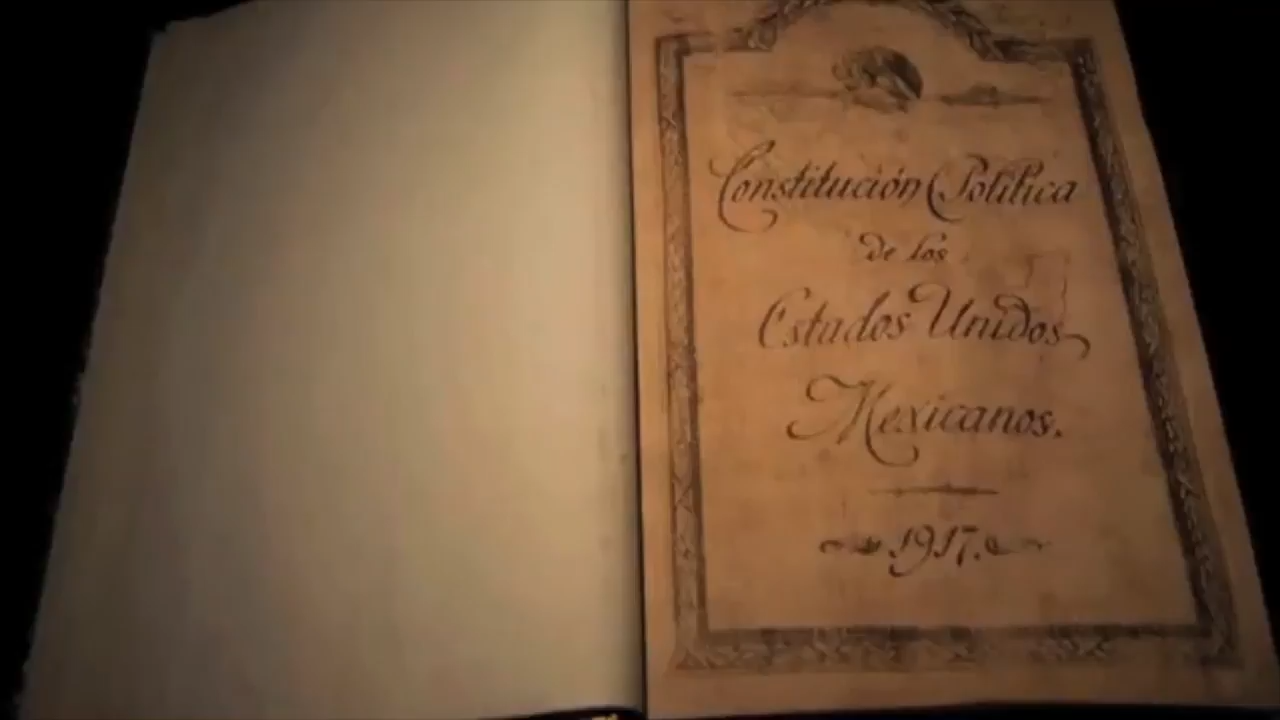 Constitución Política
de los
Estados Unidos
Mexicanos.
1917.